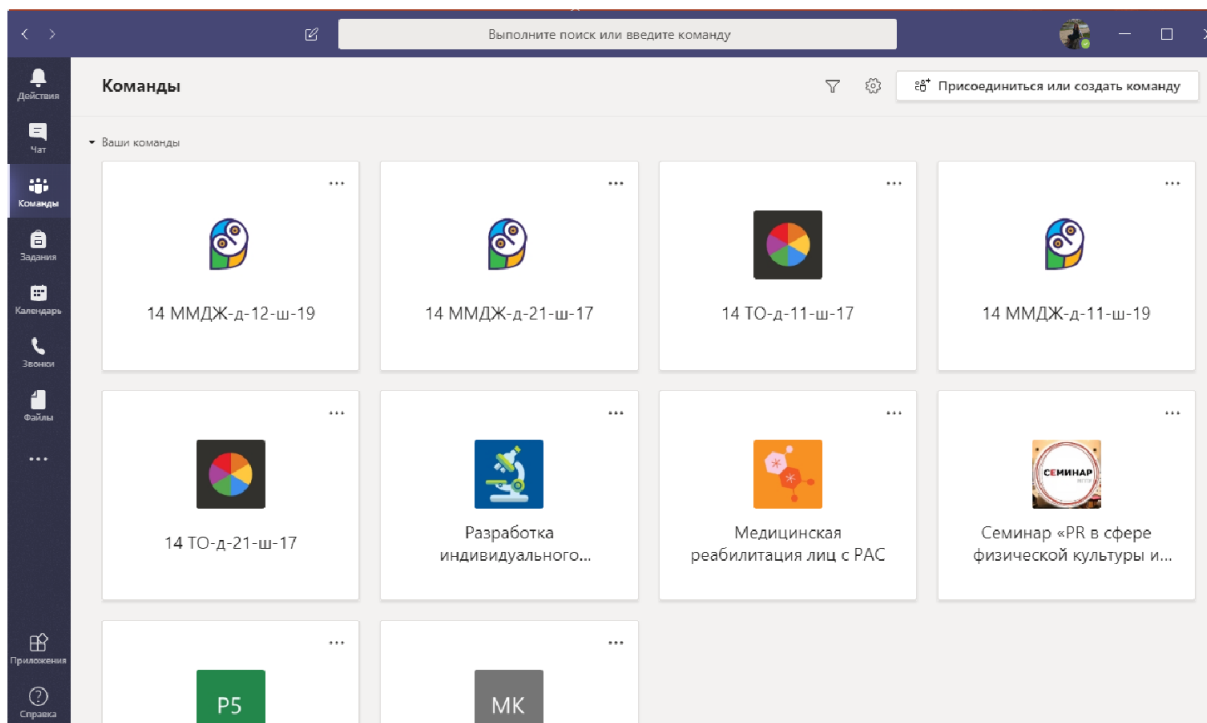 Выполните поиск или введите команду
Действия
Чат
Команды
Задания
Календарь
Звонки
Файлы
Приложения
Справка
Команды
Присоединиться или создать команду
Ваши команды
14 ММДЖ-д-12-ш-19
14 ММДЖ-д-21-ш-17
14 ТО-д-11-ш-17
14 ММДЖ-д-11-ш-19
14 ТО-д-21-ш-17
Разработка
индивидуального...
Медицинская
реабилитация лиц с РАС
СЕМИНАР
Семинар «PR в сфере
физической культуры и...
Р5
МК